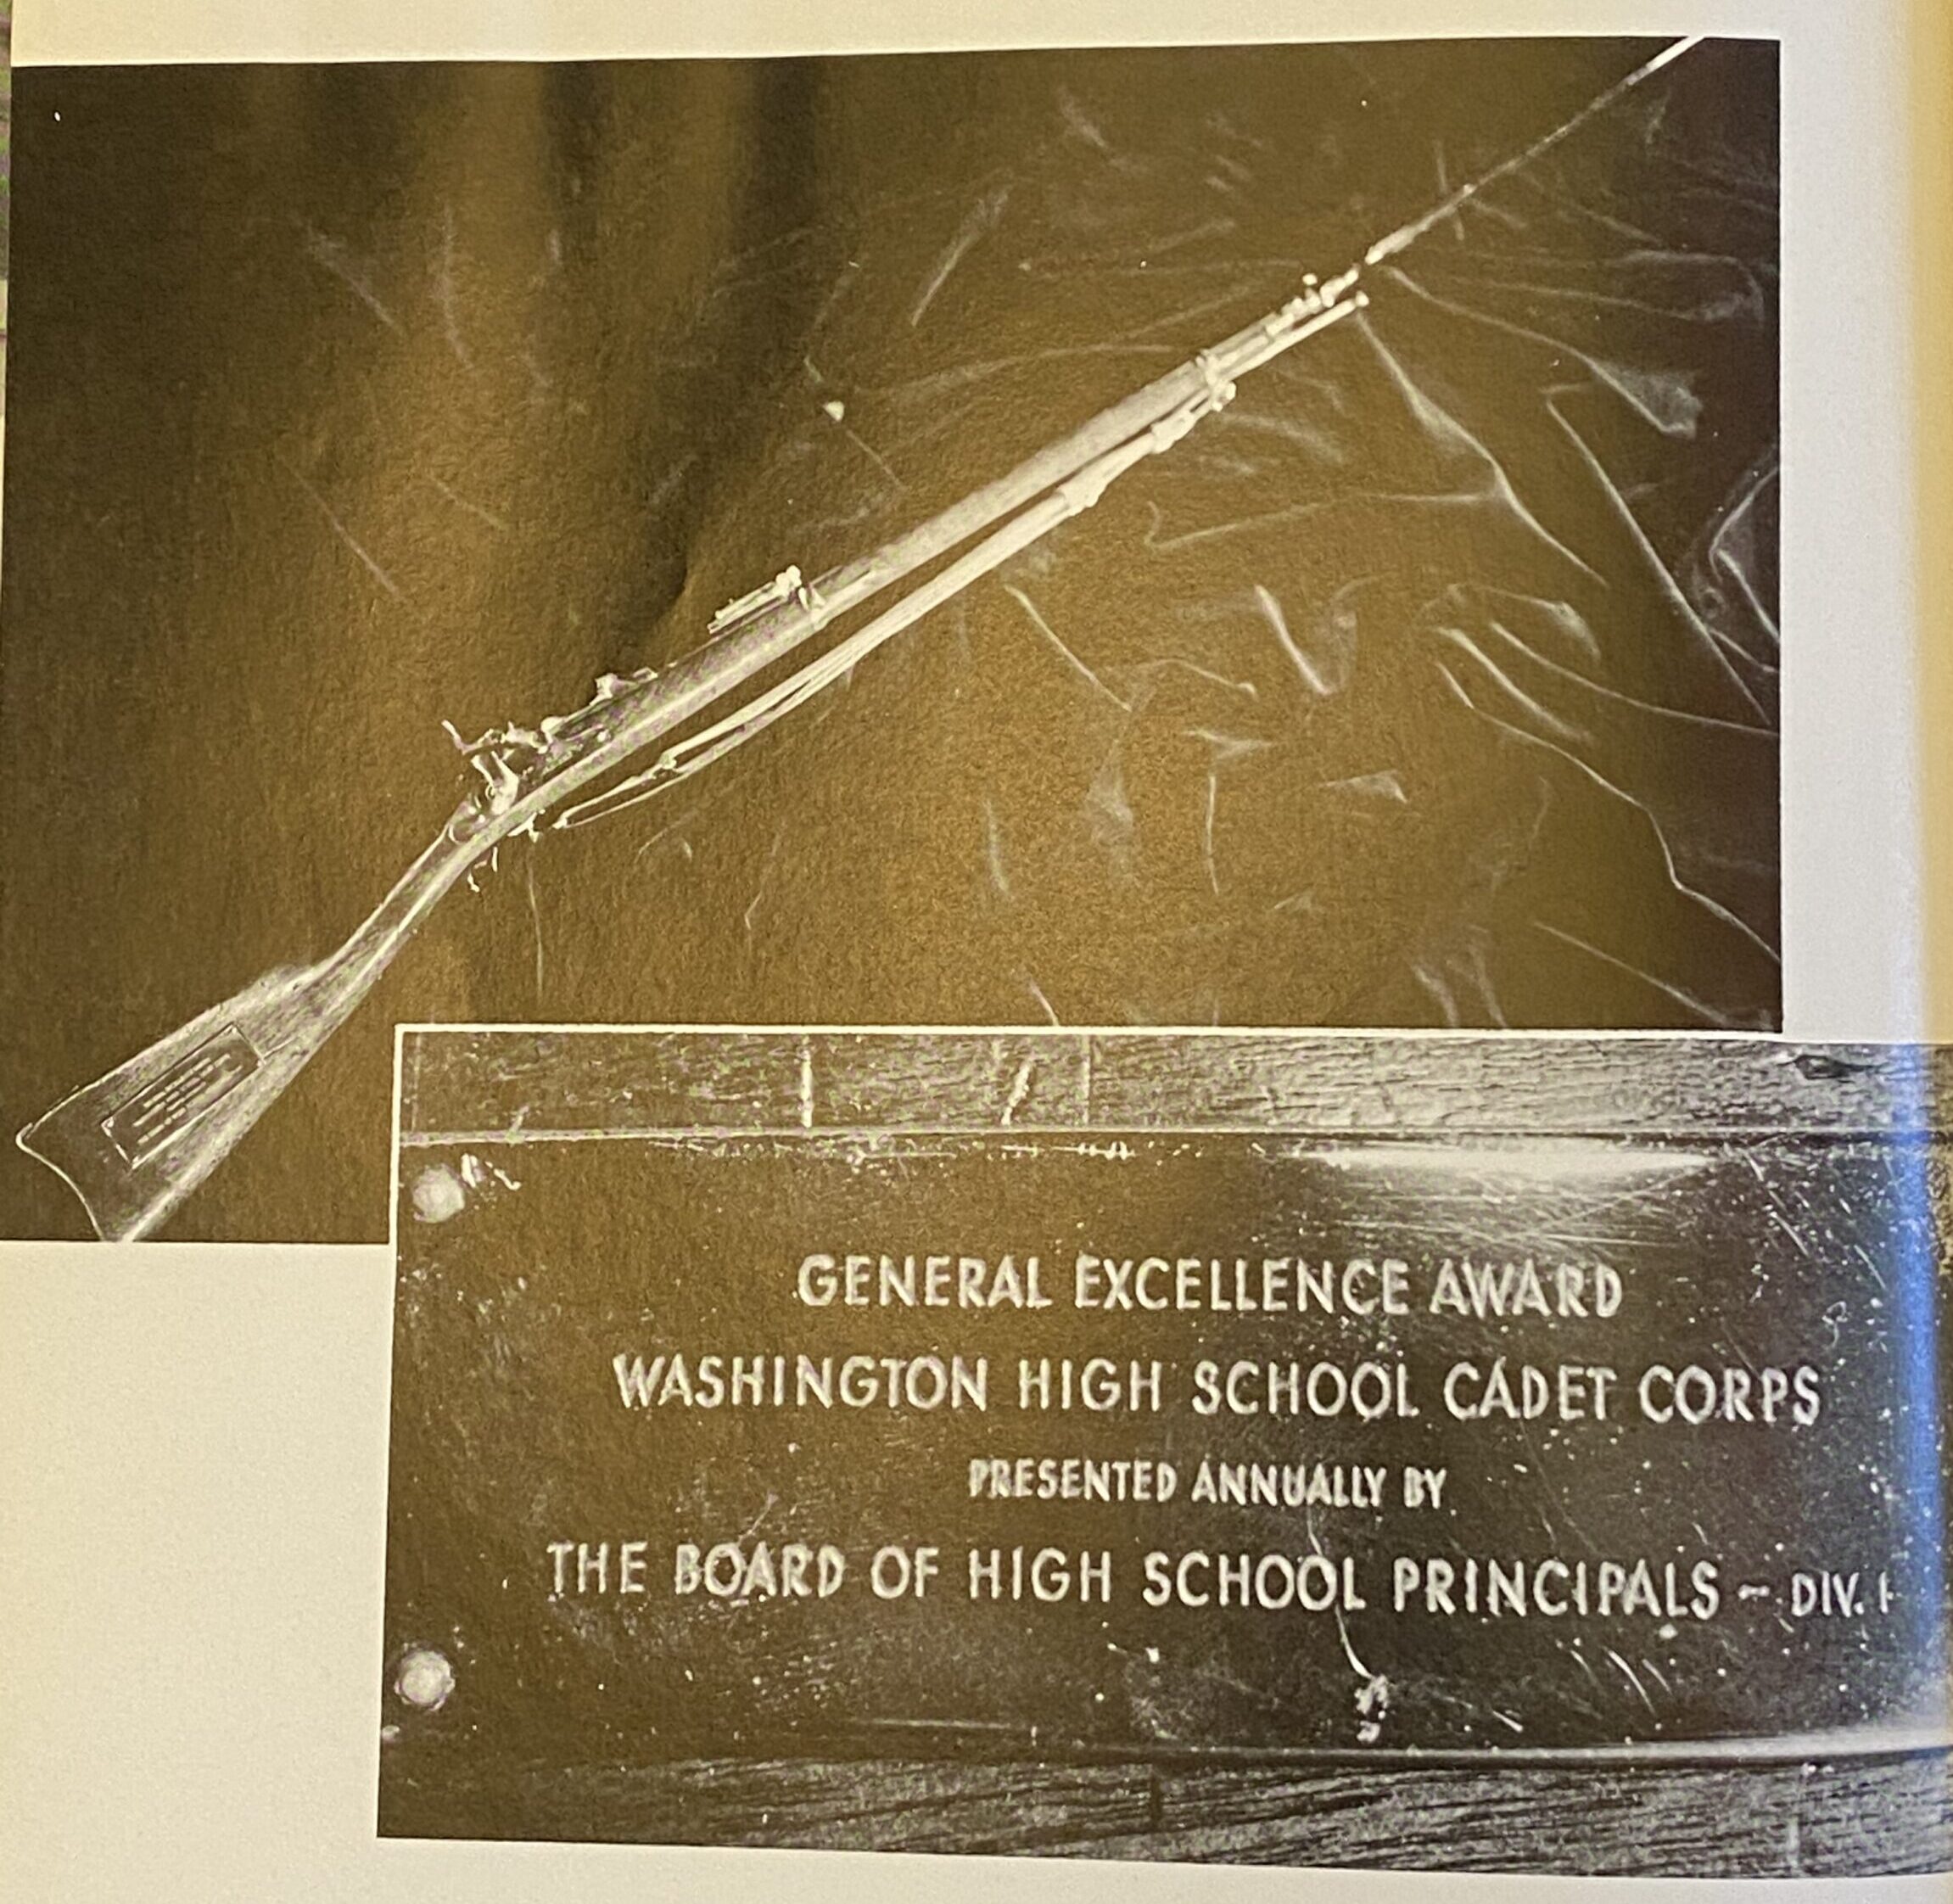 GENERAL EXCELLENCE AWARD
WASHINGTON HIGH SCHOOL CADET CORPS
PRESENTED ANNUALLY BY
THE BOARD OF HIGH SCHOOL PRINCIPALS - DIV.